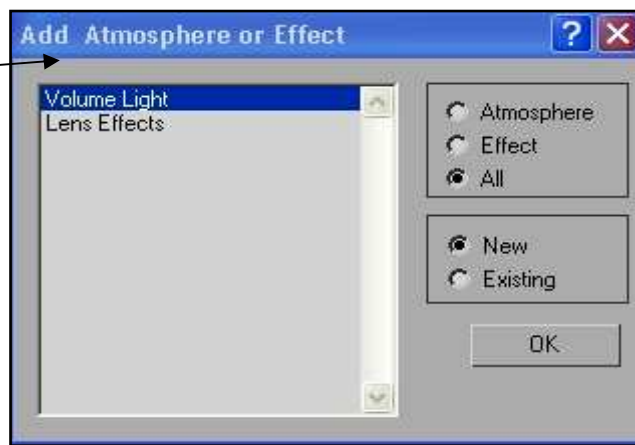 Add Atmosphere or Effect
Volume Light
Lens Effects
Atmosphere
Effect
All
New
Existing
OK